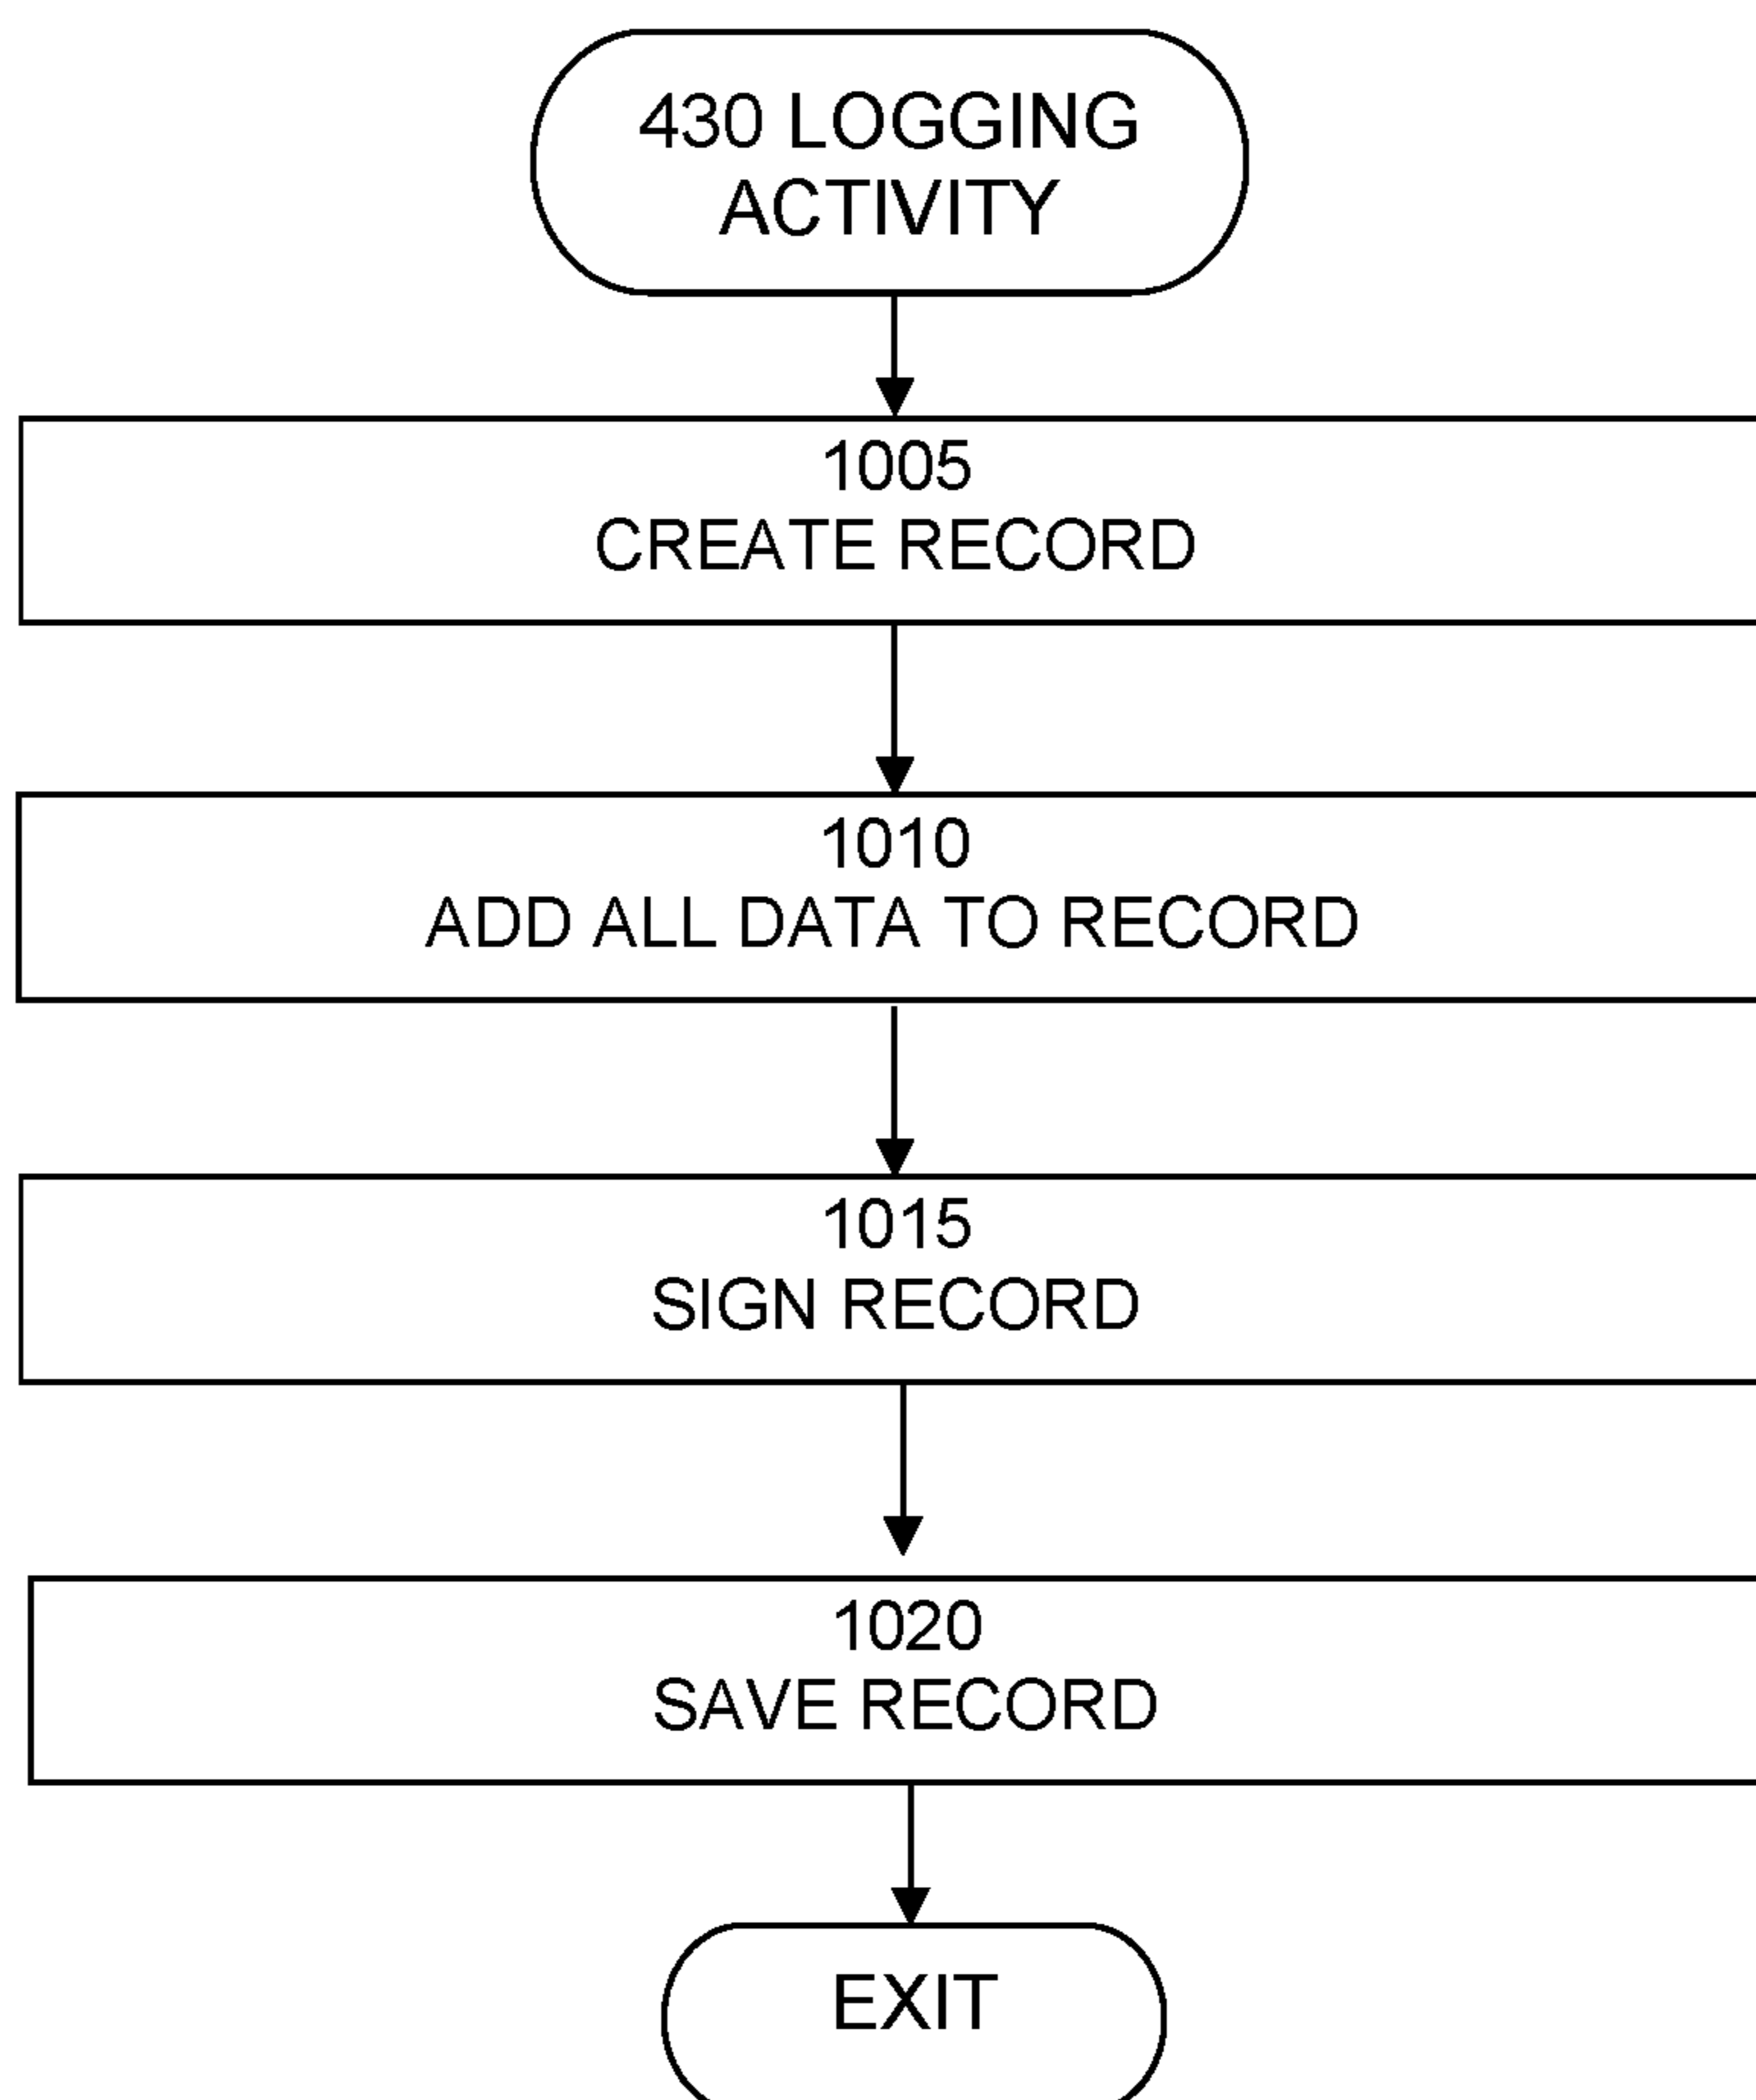 430 LOGGING
ACTIVITY
1005
CREATE RECORD
1010
ADD ALL DATA TO RECORD
1015
SIGN RECORD
1020
SAVE RECORD
EXIT